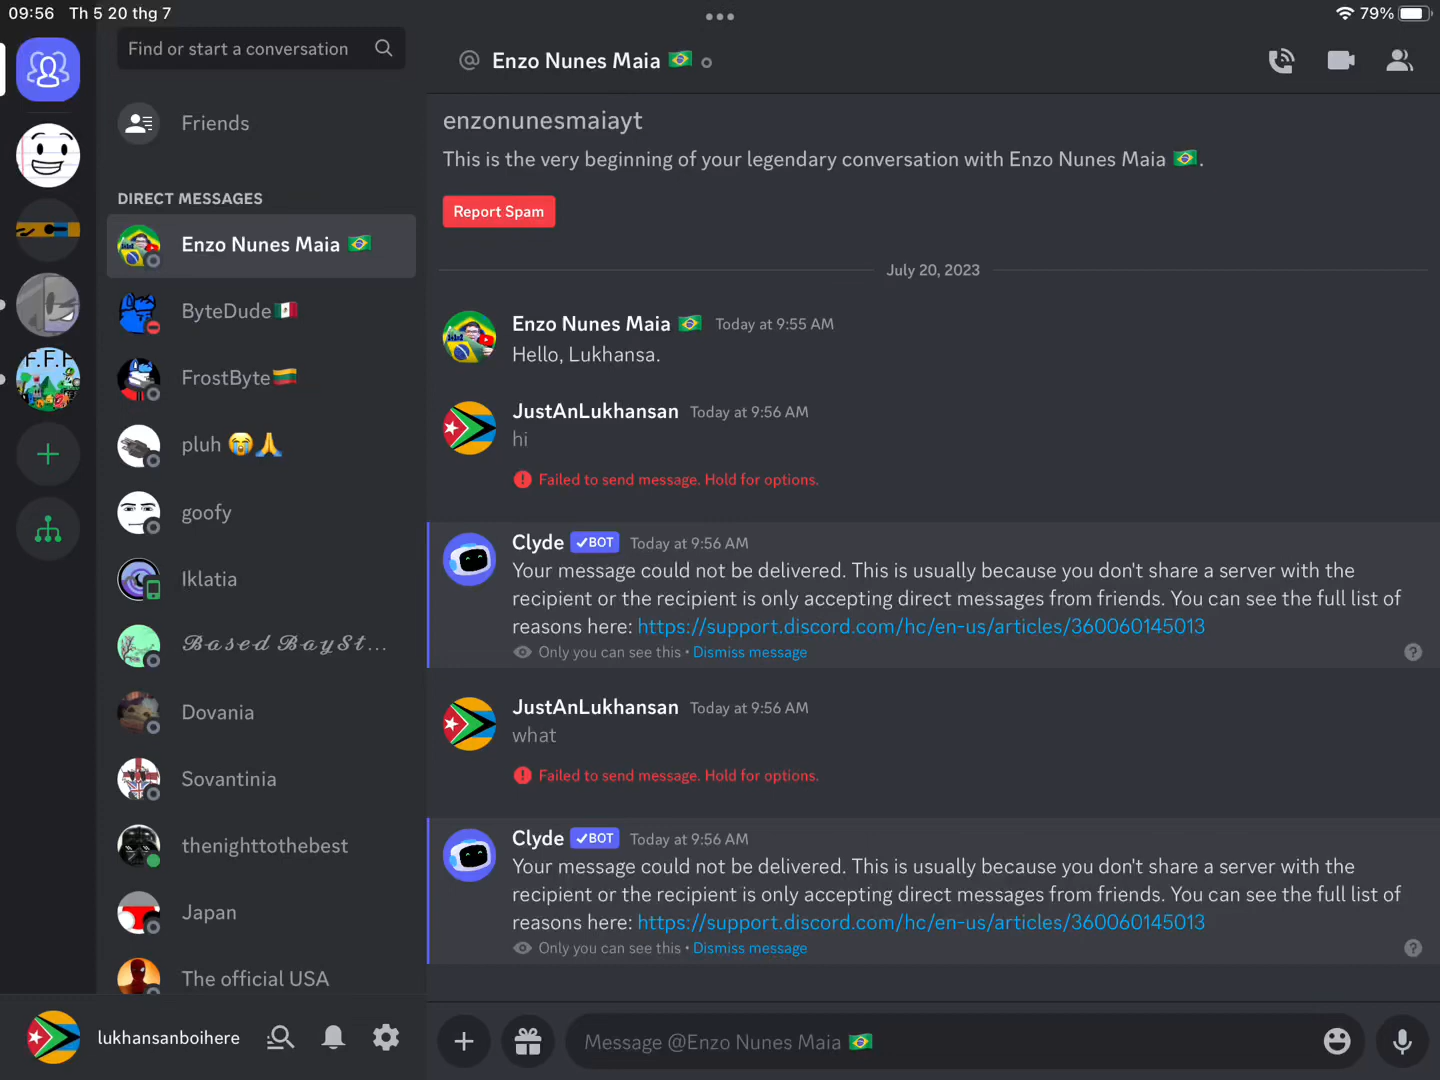 09:56 Th 5 20 thg 7
79%
Find or start a conversation
Friends
DIRECT MESSAGES
Enzo Nunes Maia 🇧🇷
ByteDude🇲🇽
FrostByte🇱🇹
pluh 😭🙏
goofy
Iklatia
𝓑𝓪𝓼𝓮𝓭 𝓑𝓪𝔂𝓢𝓽...
Dovania
Sovantinia
thenighttothebest
Japan
The official USA
lukhansanboihere
F.F.F
Enzo Nunes Maia 🇧🇷
enzonunesmaiayt
This is the very beginning of your legendary conversation with Enzo Nunes Maia 🇧🇷.
Report Spam
July 20, 2023
Enzo Nunes Maia 🇧🇷 Today at 9:55 AM
Hello, Lukhansa.
JustAnLukhansan Today at 9:56 AM
hi
Failed to send message. Hold for options.
Clyde ✓BOT Today at 9:56 AM
Your message could not be delivered. This is usually because you don't share a server with the
recipient or the recipient is only accepting direct messages from friends. You can see the full list of
reasons here: https://support.discord.com/hc/en-us/articles/360060145013
Only you can see this • Dismiss message
JustAnLukhansan Today at 9:56 AM
what
Failed to send message. Hold for options.
Clyde ✓BOT Today at 9:56 AM
Your message could not be delivered. This is usually because you don't share a server with the
recipient or the recipient is only accepting direct messages from friends. You can see the full list of
reasons here: https://support.discord.com/hc/en-us/articles/360060145013
Only you can see this • Dismiss message
Message @Enzo Nunes Maia 🇧🇷